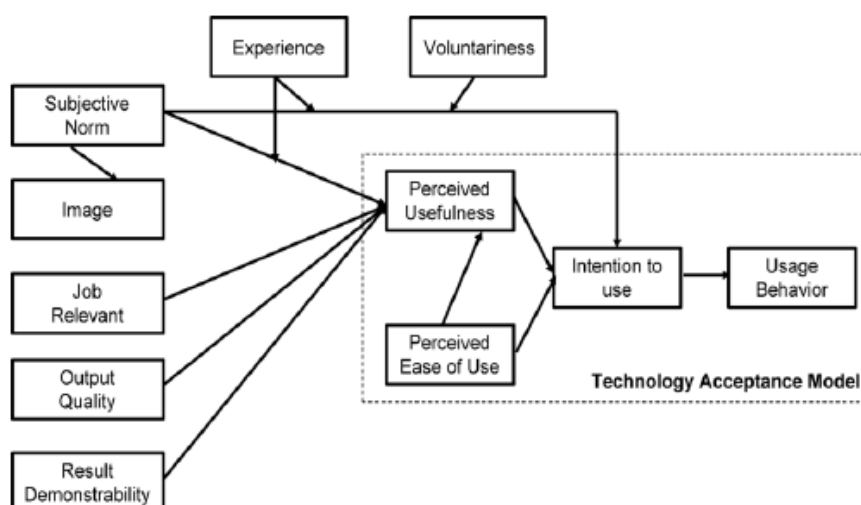 Experience
Voluntariness
Subjective
Norm
Image
Perceived
Usefulness
Job
Relevant
Intention to
use
Usage
Behavior
Perceived
Ease of Use
Output
Quality
Technology Acceptance Model
Result
Demonstrability